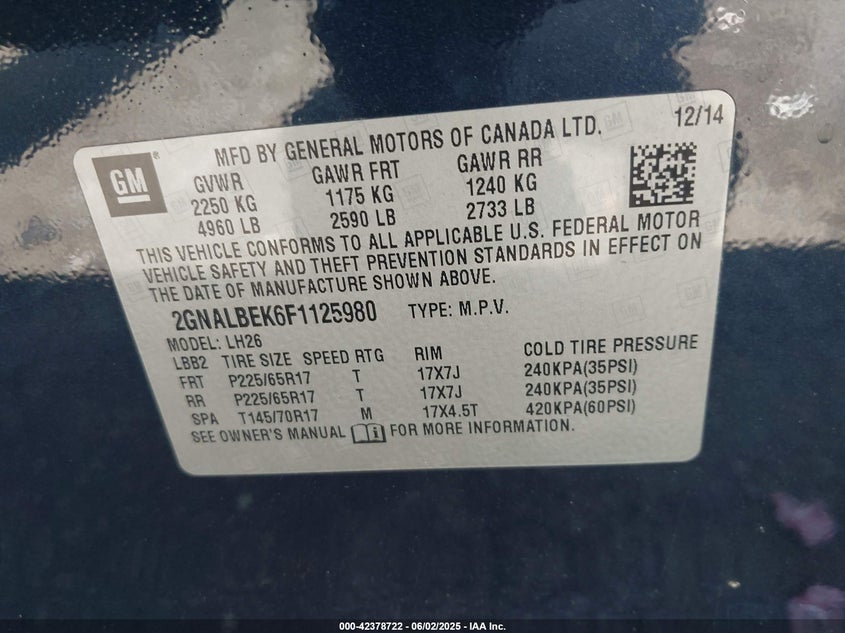 MFD BY GENERAL MOTORS OF CANADA LTD. 12/14
GM ®
GVWR GAWR FRT GAWR RR
2250 KG 1175 KG 1240 KG
4960 LB 2590 LB 2733 LB
THIS VEHICLE CONFORMS TO ALL APPLICABLE U.S. FEDERAL MOTOR
VEHICLE SAFETY AND THEFT PREVENTION STANDARDS IN EFFECT ON
THE DATE OF MANUFACTURE SHOWN ABOVE.
2GNALBEK6F1125980 TYPE: M.P.V.
MODEL: LH26
LBB2 TIRE SIZE SPEED RTG RIM COLD TIRE PRESSURE
FRT P225/65R17 T 17X7J 240KPA(35PSI)
RR P225/65R17 T 17X7J 240KPA(35PSI)
SPA T145/70R17 M 17X4.5T 420KPA(60PSI)
SEE OWNER'S MANUAL FOR MORE INFORMATION.
000-42378722 - 06/02/2025 - IAA Inc.